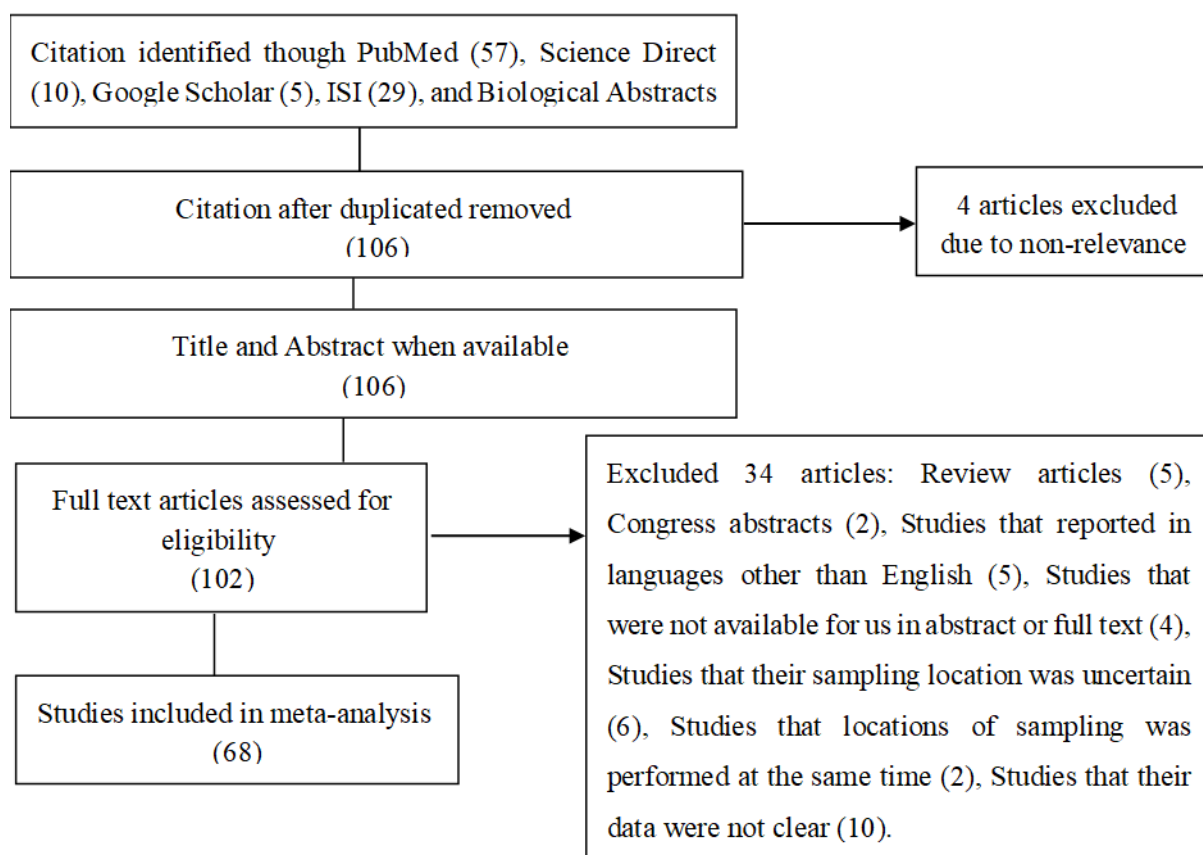 Citation identified though PubMed (57), Science Direct
(10), Google Scholar (5), ISI (29), and Biological Abstracts
Citation after duplicated removed
(106)
4 articles excluded
due to non-relevance
Title and Abstract when available
(106)
Full text articles assessed for
eligibility
(102)
Excluded 34 articles: Review articles (5),
Congress abstracts (2), Studies that reported in
languages other than English (5), Studies that
were not available for us in abstract or full text (4),
Studies that their sampling location was uncertain
(6), Studies that locations of sampling was
performed at the same time (2), Studies that their
data were not clear (10).
Studies included in meta-analysis
(68)